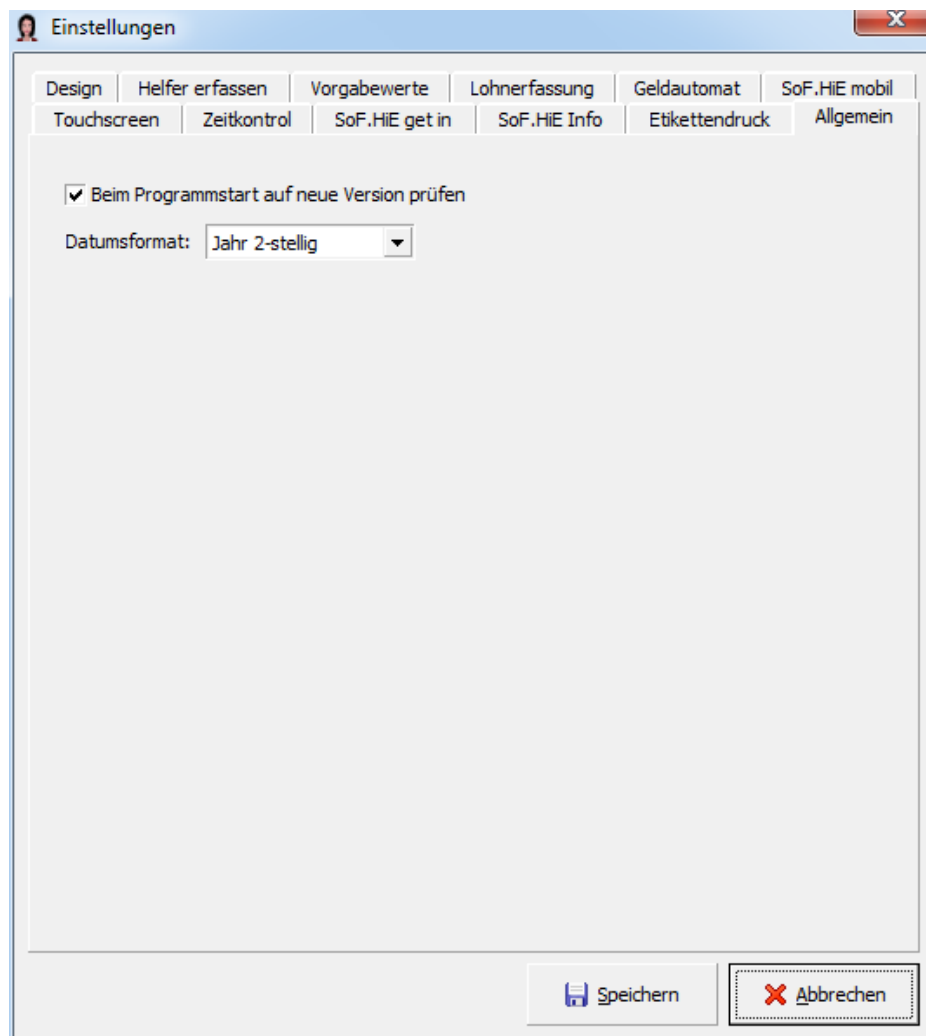 Einstellungen
Design Helfer erfassen Vorgabewerte Lohnerfassung Geldautomat SoF.HiE mobil
Touchscreen Zeitkontrol SoF.HiE get in SoF.HiE Info Etikettendruck Allgemein
Beim Programmstart auf neue Version prüfen
Datumsformat: Jahr 2-stellig
Speichern Abbrechen